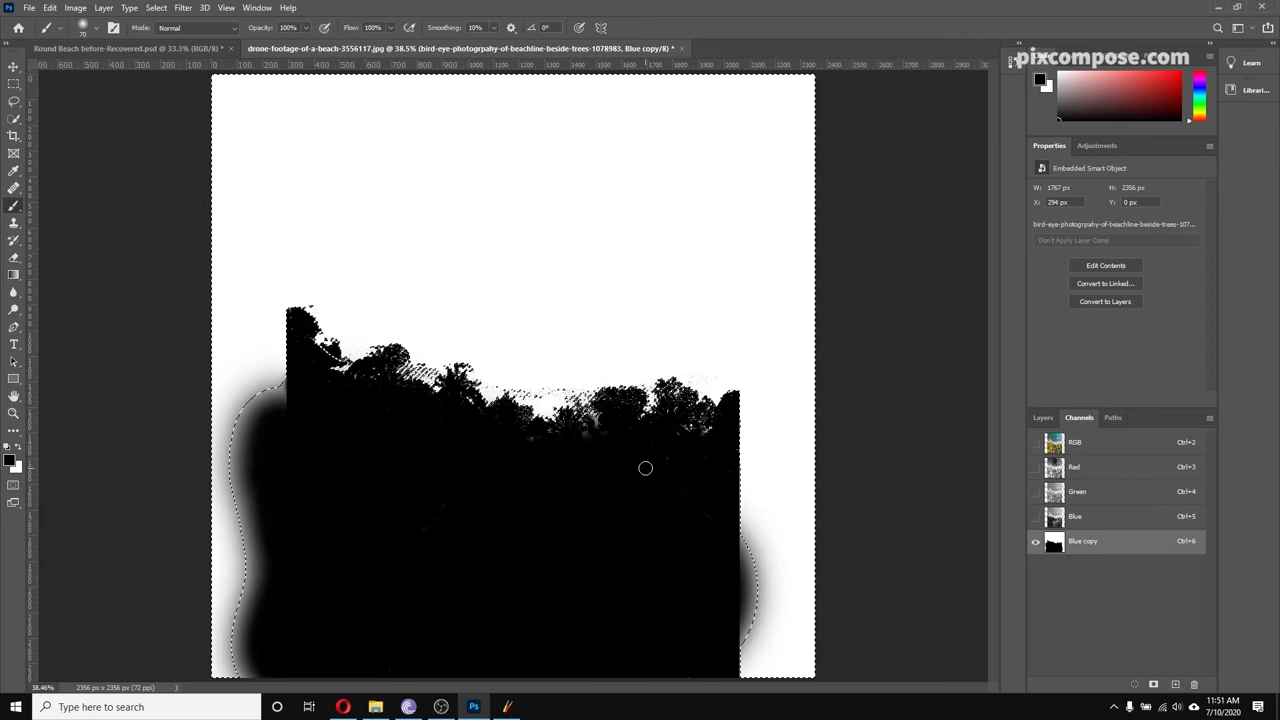 Ps File Edit Image Layer Type Select Filter 3D View Window Help
70 Mode: Normal Opacity: 100% Flow: 100% Smoothing: 10% 0°
Round Beach before-Recovered.psd @ 33.3% (RGB/8) * × drone-footage-of-a-beach-3556117.jpg @ 38.5% (bird-eye-photogrpahy-of-beachline-beside-trees-1078983, Blue copy/8) * ×
pixcompose.com
Learn
Librari...
Properties Adjustments
Embedded Smart Object
W: 1767 px H: 2356 px
X: 294 px Y: 0 px
bird-eye-photogrpahy-of-beachline-beside-trees-107...
Don't Apply Layer Comp
Edit Contents
Convert to Linked...
Convert to Layers
Layers Channels Paths
RGB Ctrl+2
Red Ctrl+3
Green Ctrl+4
Blue Ctrl+5
Blue copy Ctrl+6
38.46% 2356 px x 2356 px (72 ppi)
Type here to search
Ps
11:51 AM
7/10/2020